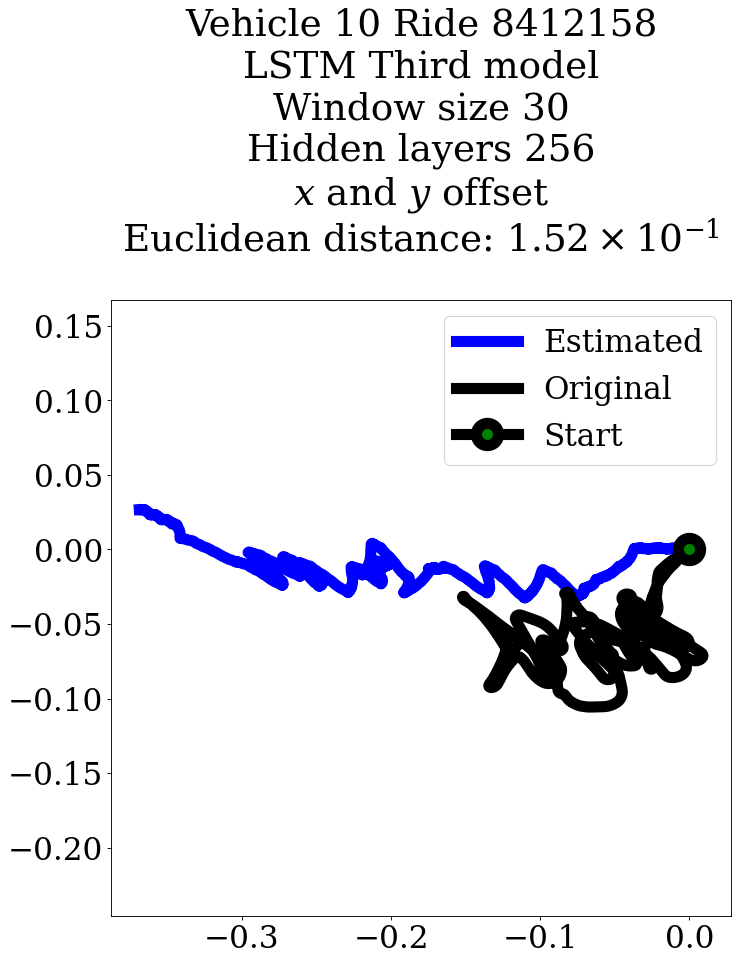 Vehicle 10 Ride 8412158
LSTM Third model
Window size 30
Hidden layers 256
x and y offset
Euclidean distance: 1.52 × 10⁻¹
Estimated
Original
Start
0.15
0.10
0.05
0.00
−0.05
−0.10
−0.15
−0.20
−0.3 −0.2 −0.1 0.0